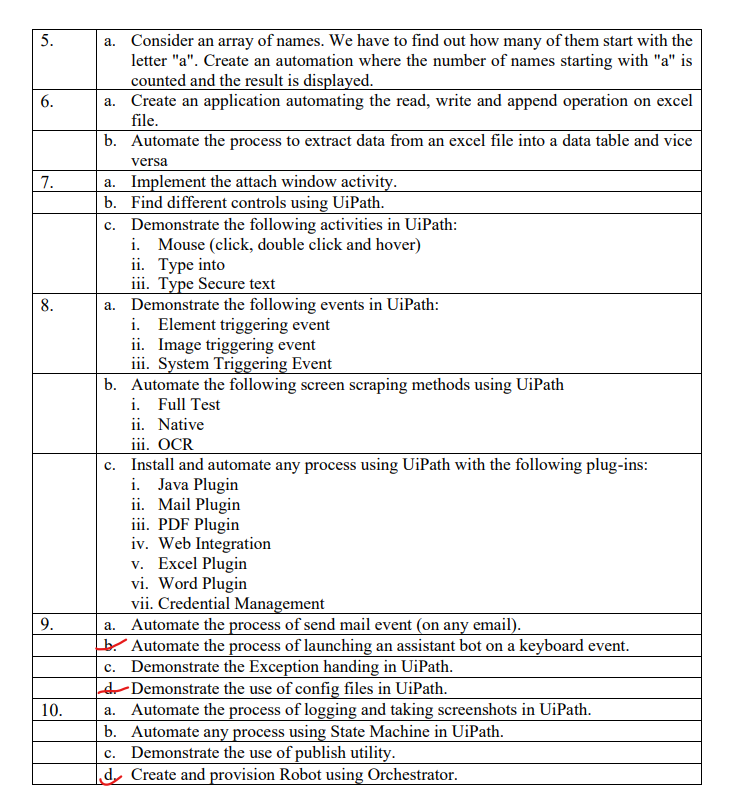 5. a. Consider an array of names. We have to find out how many of them start with the
letter "a". Create an automation where the number of names starting with "a" is
counted and the result is displayed.
6. a. Create an application automating the read, write and append operation on excel
file.
b. Automate the process to extract data from an excel file into a data table and vice
versa
7. a. Implement the attach window activity.
b. Find different controls using UiPath.
c. Demonstrate the following activities in UiPath:
i. Mouse (click, double click and hover)
ii. Type into
iii. Type Secure text
8. a. Demonstrate the following events in UiPath:
i. Element triggering event
ii. Image triggering event
iii. System Triggering Event
b. Automate the following screen scraping methods using UiPath
i. Full Test
ii. Native
iii. OCR
c. Install and automate any process using UiPath with the following plug-ins:
i. Java Plugin
ii. Mail Plugin
iii. PDF Plugin
iv. Web Integration
v. Excel Plugin
vi. Word Plugin
vii. Credential Management
9. a. Automate the process of send mail event (on any email).
b. Automate the process of launching an assistant bot on a keyboard event.
c. Demonstrate the Exception handing in UiPath.
d. Demonstrate the use of config files in UiPath.
10. a. Automate the process of logging and taking screenshots in UiPath.
b. Automate any process using State Machine in UiPath.
c. Demonstrate the use of publish utility.
d. Create and provision Robot using Orchestrator.